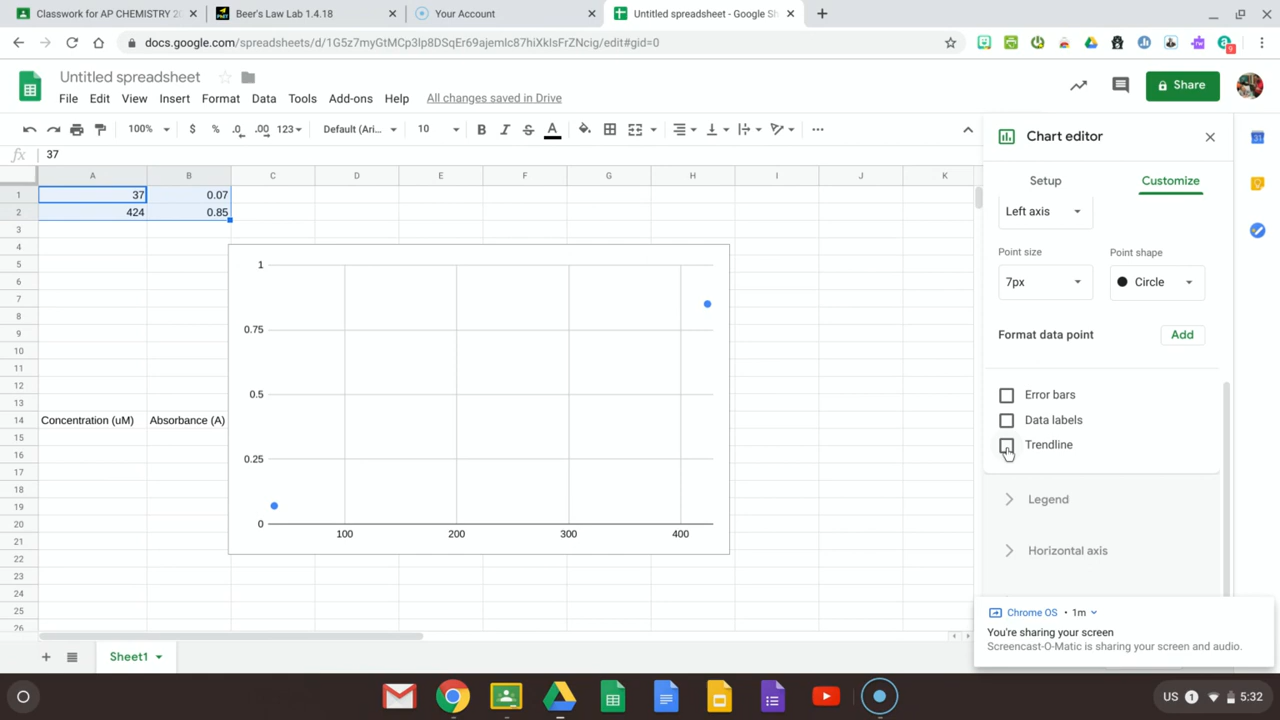 Classwork for AP CHEMISTRY 2
Beer's Law Lab 1.4.18
Your Account
Untitled spreadsheet - Google Sh
docs.google.com/spreadsheets/d/1G5z7myGtMCp3lp8DSqEr69ajemlc87hiXkIsFrZNcig/edit#gid=0
Untitled spreadsheet
File Edit View Insert Format Data Tools Add-ons Help All changes saved in Drive
Share
100% $ % .0 .00 123 Default (Ari... 10 B I S A
fx 37
A B C D E F G H I J K
1 37 0.07
2 424 0.85
3
4
5
6
7
8
9
10
11
12
13
14 Concentration (uM) Absorbance (A)
15
16
17
18
19
20
21
22
23
24
25
26
1
0.75
0.5
0.25
0
100 200 300 400
Chart editor
Setup Customize
Left axis
Point size Point shape
7px Circle
Format data point Add
Error bars
Data labels
Trendline
Legend
Horizontal axis
Chrome OS • 1m
You're sharing your screen
Screencast-O-Matic is sharing your screen and audio.
Sheet1
US 1 5:32